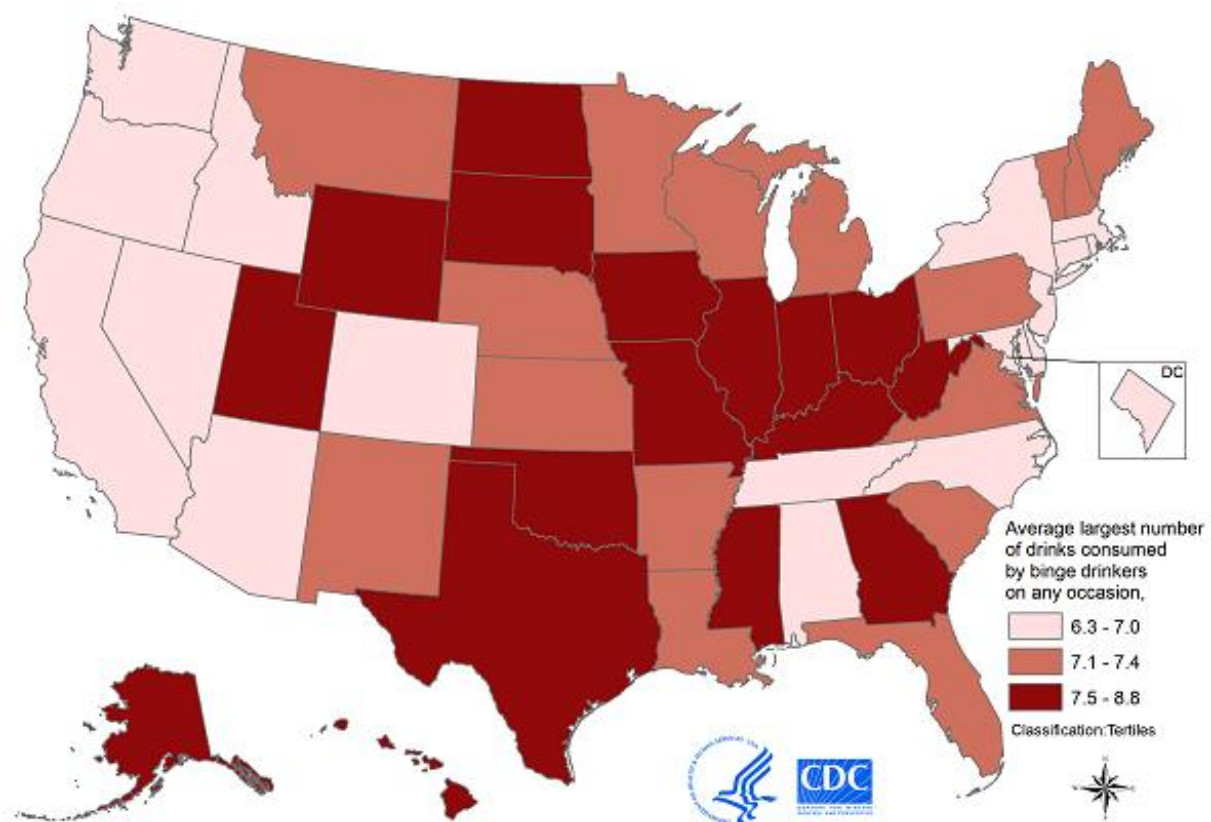 DC
Average largest number
of drinks consumed
by binge drinkers
on any occasion,
6.3 - 7.0
7.1 - 7.4
7.5 - 8.8
Classification:Tertiles
CDC